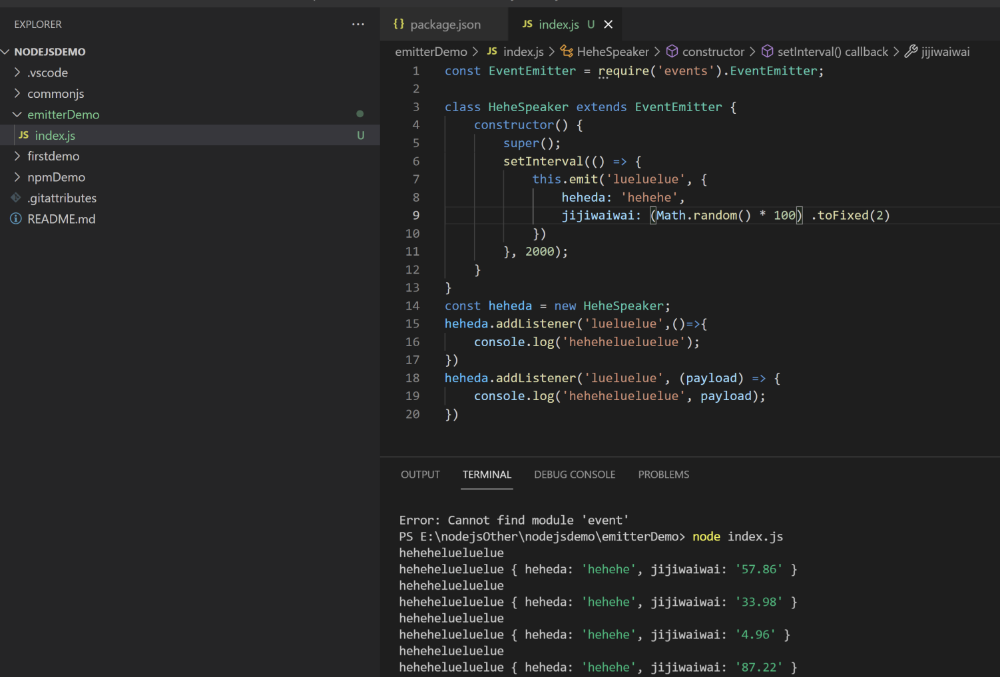 EXPLORER
···
NODEJSDEMO
.vscode
commonjs
emitterDemo
JS index.js U
firstdemo
npmDemo
.gitattributes
README.md
{} package.json
JS index.js U
emitterDemo > JS index.js > HeheSpeaker > constructor > setInterval() callback > jijiwaiwai
1 const EventEmitter = require('events').EventEmitter;
2
3 class HeheSpeaker extends EventEmitter {
4 constructor() {
5 super();
6 setInterval(() => {
7 this.emit('lueluelue', {
8 heheda: 'hehehe',
9 jijiwaiwai: (Math.random() * 100) .toFixed(2)
10 })
11 }, 2000);
12 }
13 }
14 const heheda = new HeheSpeaker;
15 heheda.addListener('lueluelue',()=>{
16 console.log('hehehelueluelue');
17 })
18 heheda.addListener('lueluelue', (payload) => {
19 console.log('hehehelueluelue', payload);
20 })
OUTPUT TERMINAL DEBUG CONSOLE PROBLEMS
Error: Cannot find module 'event'
PS E:\nodejsOther\nodejsdemo\emitterDemo> node index.js
hehehelueluelue
hehehelueluelue { heheda: 'hehehe', jijiwaiwai: '57.86' }
hehehelueluelue
hehehelueluelue { heheda: 'hehehe', jijiwaiwai: '33.98' }
hehehelueluelue
hehehelueluelue { heheda: 'hehehe', jijiwaiwai: '4.96' }
hehehelueluelue
hehehelueluelue { heheda: 'hehehe', jijiwaiwai: '87.22' }